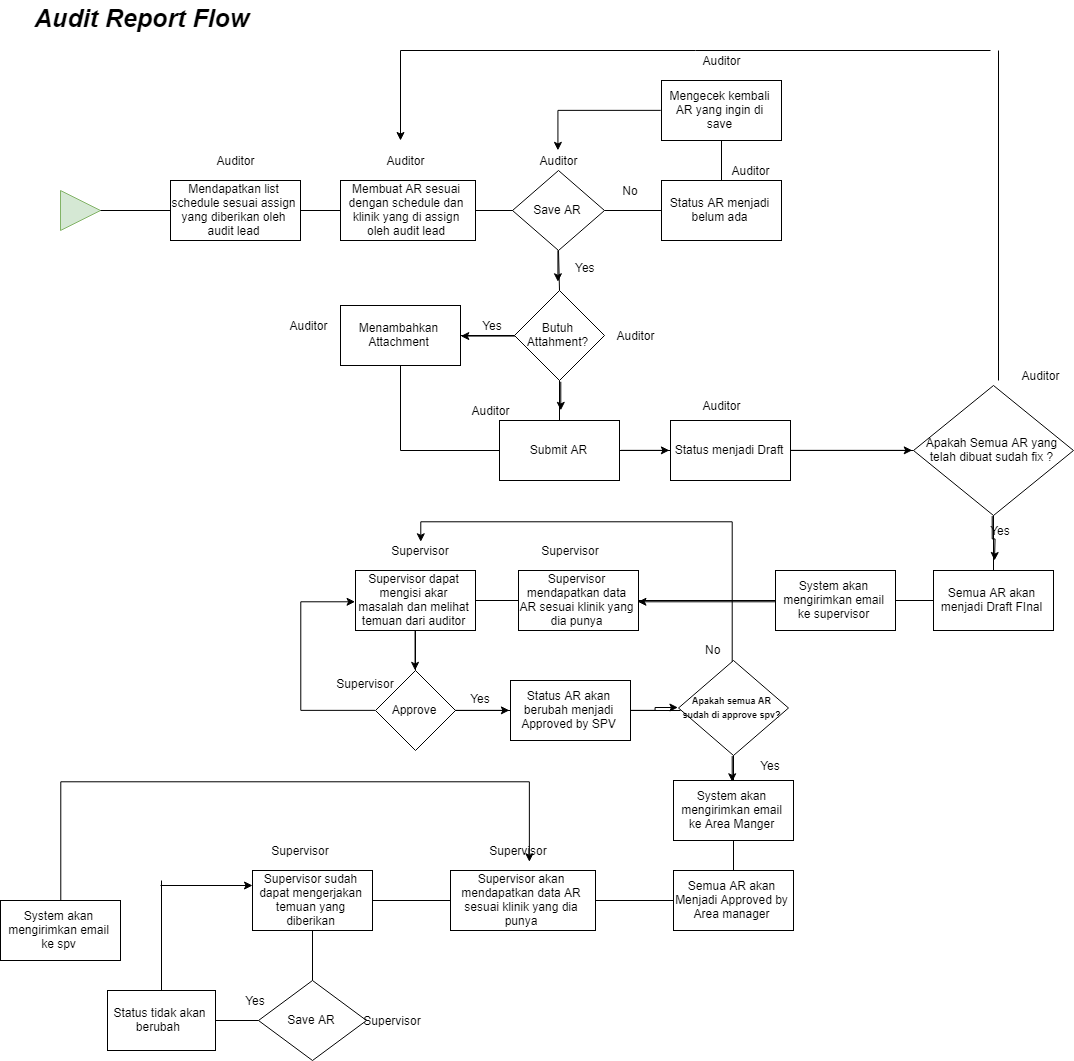 Audit Report Flow
Auditor
Mengecek kembali
AR yang ingin di
save
Auditor
Mendapatkan list
schedule sesuai assign
yang diberikan oleh
audit lead
Auditor
Membuat AR sesuai
dengan schedule dan
klinik yang di assign
oleh audit lead
Auditor
Save AR
No
Auditor
Status AR menjadi
belum ada
Yes
Auditor
Menambahkan
Attachment
Yes
Butuh
Attahment?
Auditor
Auditor
Submit AR
Auditor
Status menjadi Draft
Auditor
Apakah Semua AR yang
telah dibuat sudah fix ?
Yes
Semua AR akan
menjadi Draft FInal
System akan
mengirimkan email
ke supervisor
Supervisor
Supervisor
mendapatkan data
AR sesuai klinik yang
dia punya
Supervisor
Supervisor dapat
mengisi akar
masalah dan melihat
temuan dari auditor
Supervisor
Approve
Yes
Status AR akan
berubah menjadi
Approved by SPV
No
Apakah semua AR
sudah di approve spv?
Yes
System akan
mengirimkan email
ke Area Manger
Semua AR akan
Menjadi Approved by
Area manager
Supervisor
Supervisor akan
mendapatkan data AR
sesuai klinik yang dia
punya
Supervisor
Supervisor sudah
dapat mengerjakan
temuan yang
diberikan
System akan
mengirimkan email
ke spv
Status tidak akan
berubah
Yes
Save AR
Supervisor